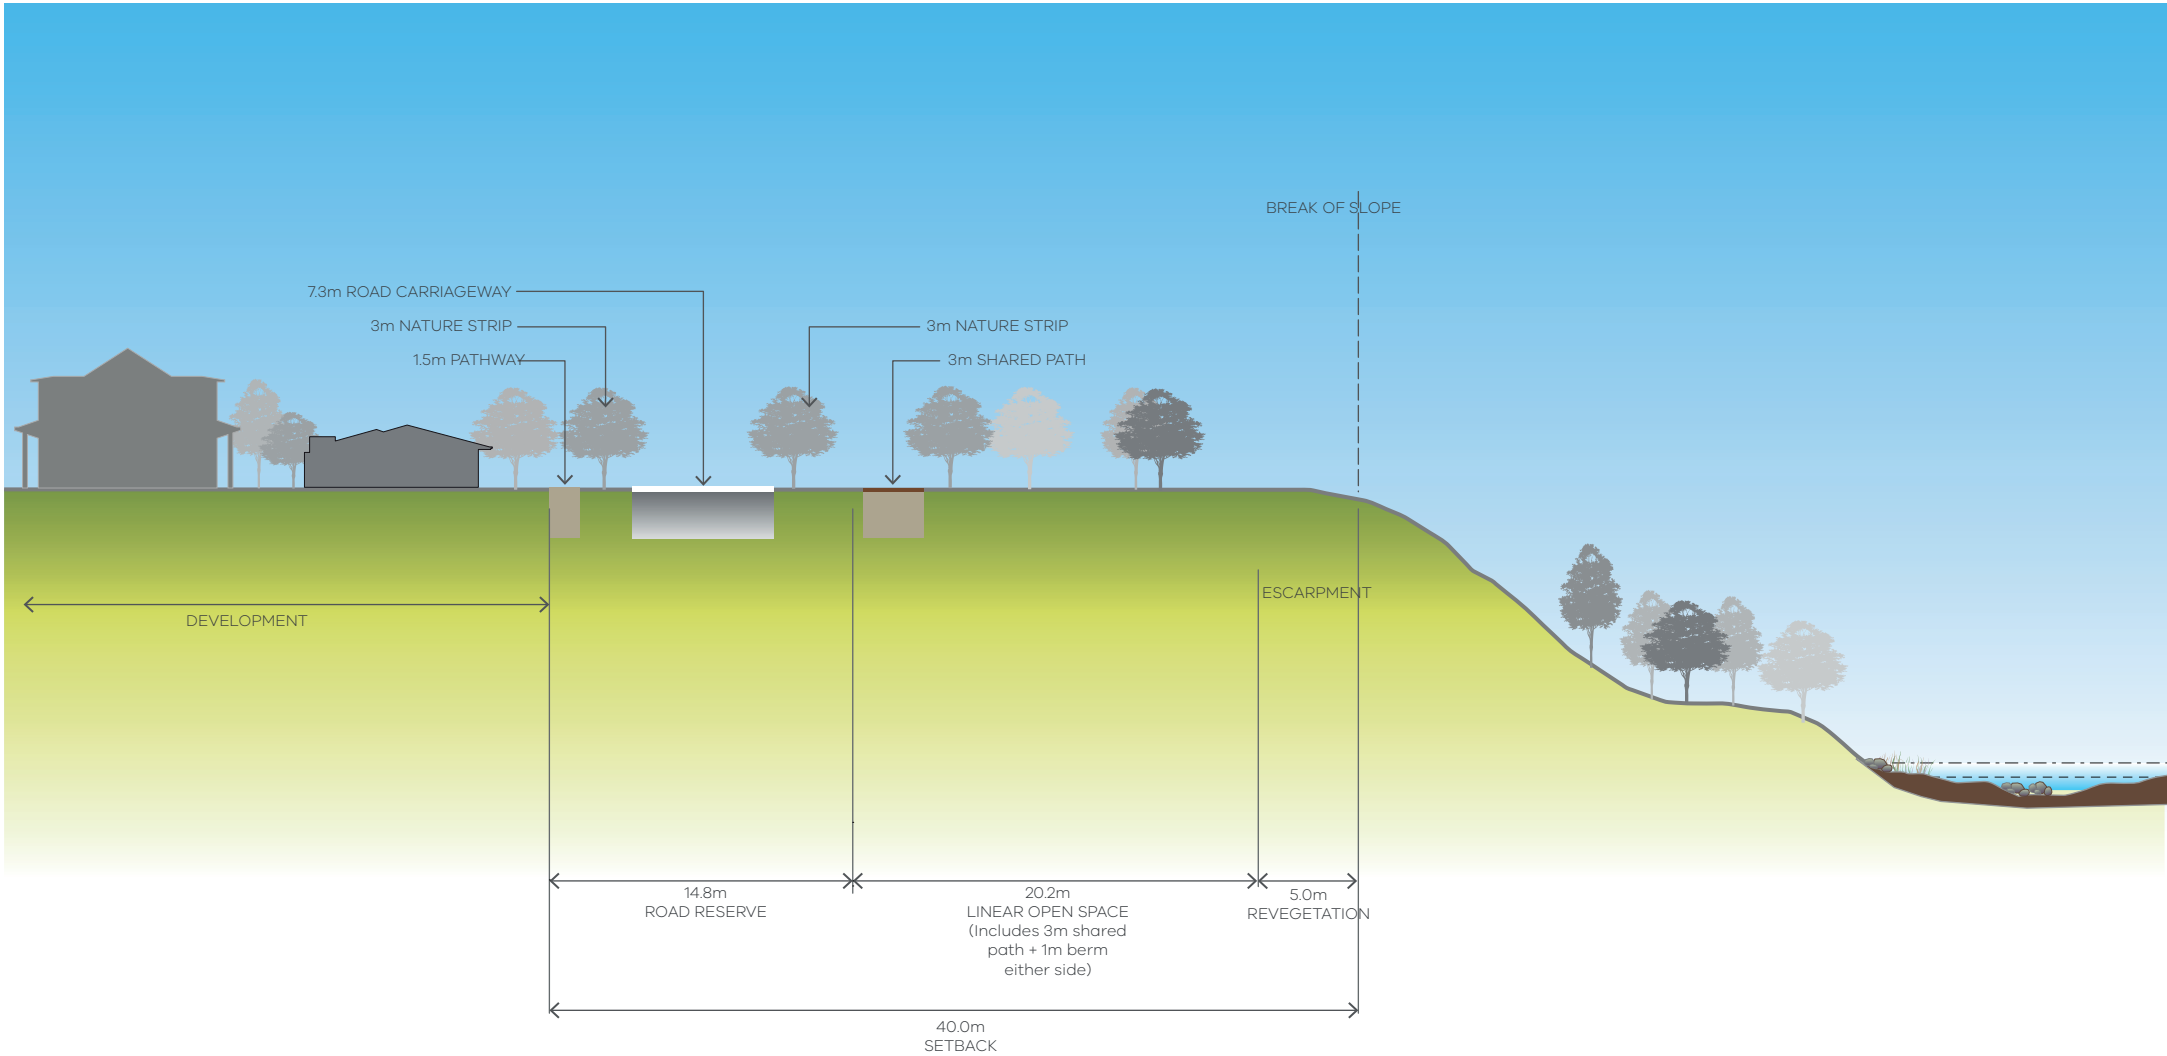 BREAK OF SLOPE
7.3m ROAD CARRIAGEWAY
3m NATURE STRIP
3m NATURE STRIP
1.5m PATHWAY
3m SHARED PATH
ESCARPMENT
DEVELOPMENT
14.8m
ROAD RESERVE
20.2m
LINEAR OPEN SPACE
(Includes 3m shared
path + 1m berm
either side)
5.0m
REVEGETATION
40.0m
SETBACK